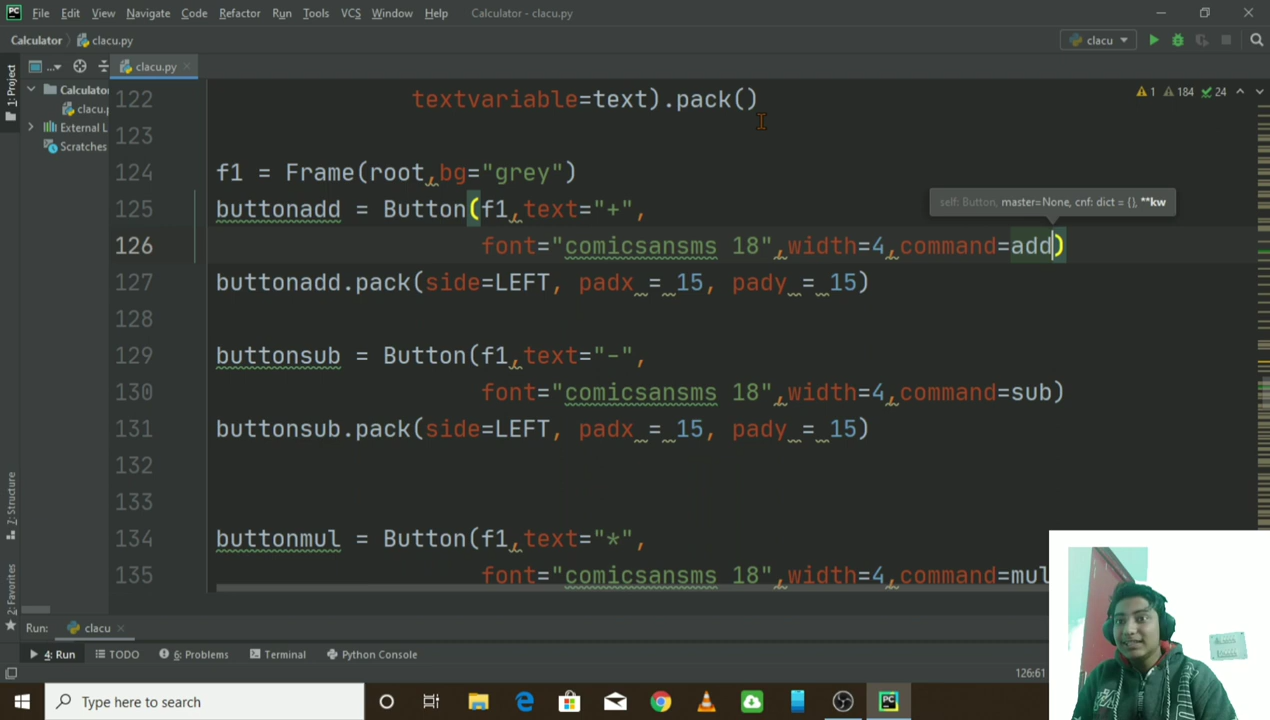 PC File Edit View Navigate Code Refactor Run Tools VCS Window Help Calculator - clacu.py
Calculator clacu.py clacu
... clacu.py
1: Project
Calculator
clacu.p
External L
Scratches
1 184 24
122 textvariable=text).pack()
123
124 f1 = Frame(root,bg="grey")
125 buttonadd = Button(f1,text="+",
self: Button, master=None, cnf: dict = {}, **kw
126 font="comicsansms 18",width=4,command=add)
127 buttonadd.pack(side=LEFT, padx = 15, pady = 15)
128
129 buttonsub = Button(f1,text="-",
130 font="comicsansms 18",width=4,command=sub)
131 buttonsub.pack(side=LEFT, padx = 15, pady = 15)
132
133
134 buttonmul = Button(f1,text="*",
135 font="comicsansms 18",width=4,command=mul
7: Structure
2: Favorites
Run: clacu
4: Run TODO 6: Problems Terminal Python Console
126:61
Type here to search
PC